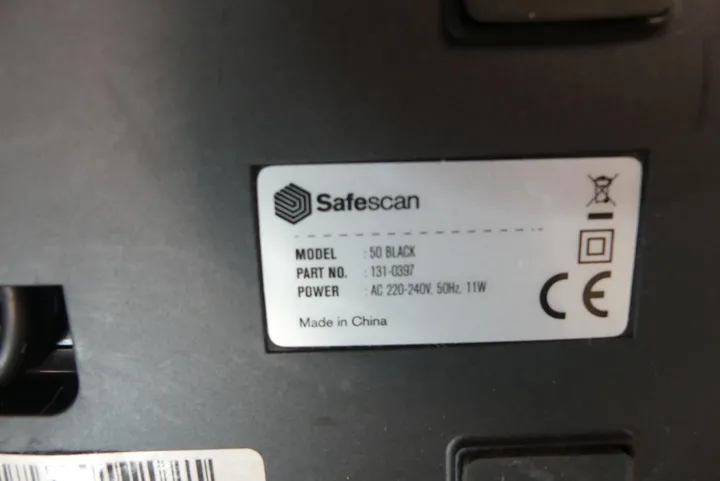 Safescan
MODEL : 50 BLACK
PART NO. : 131-0397
POWER : AC 220-240V, 50Hz, 11W
CE
Made in China